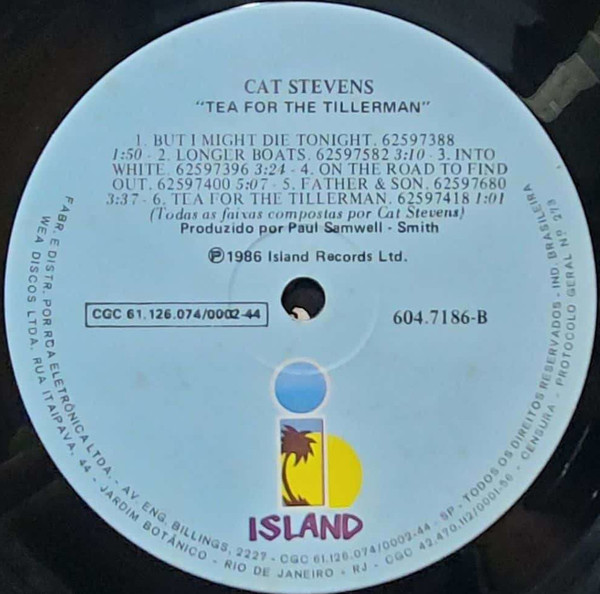 CAT STEVENS
"TEA FOR THE TILLERMAN"
1. BUT I MIGHT DIE TONIGHT. 62597388
1:50 - 2. LONGER BOATS. 62597582 3:10 - 3. INTO
WHITE. 62597396 3:24 - 4. ON THE ROAD TO FIND
OUT. 62597400 5:07 - 5. FATHER & SON. 62597680
3:37 - 6. TEA FOR THE TILLERMAN. 62597418 1:01
(Todas as faixas compostas por Cat Stevens)
Produzido por Paul Samwell - Smith
℗1986 Island Records Ltd.
CGC 61.126.074/0002-44
604.7186-B
ISLAND
FABR. E DISTR. POR RCA ELETRÔNICA LTDA. - AV. ENG. BILLINGS, 2227 - CGC 61.126.074/0002-44 - SP - TODOS OS DIREITOS RESERVADOS - IND. BRASILEIRA
WEA DISCOS LTDA. RUA ITAIPAVA, 44 - JARDIM BOTÂNICO - RIO DE JANEIRO - RJ - CGC 42.470.112/0001-56 - CENSURA - PROTOCOLO GERAL Nº 273